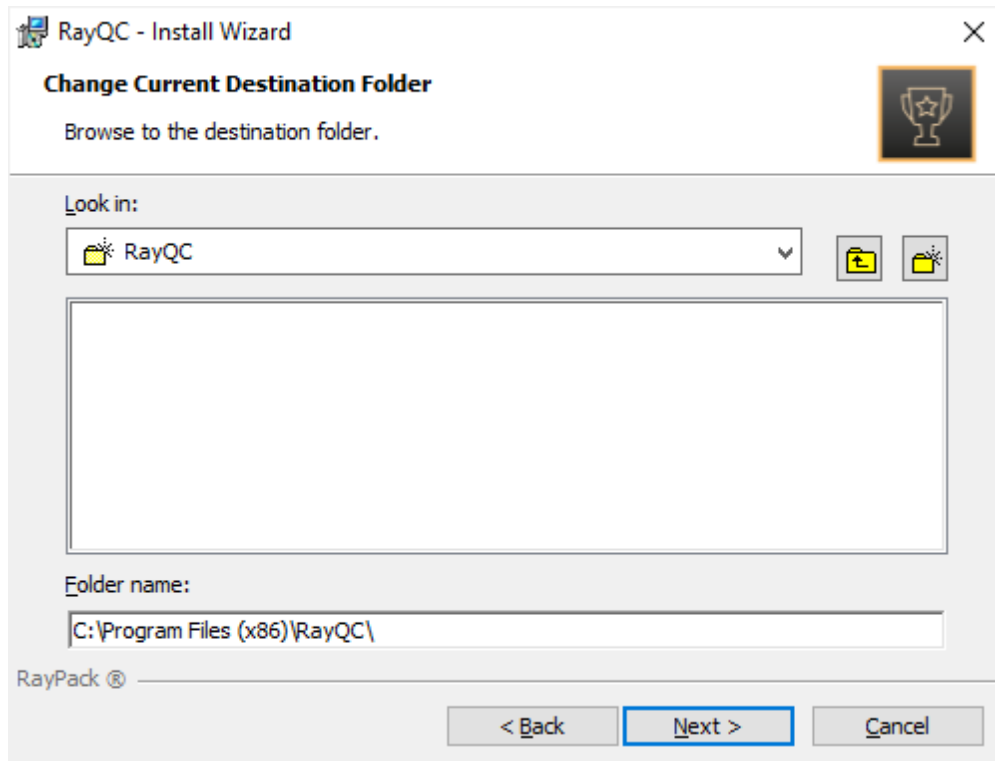 RayQC - Install Wizard
Change Current Destination Folder
Browse to the destination folder.
Look in:
RayQC
Folder name:
C:\Program Files (x86)\RayQC\
RayPack ®
< Back Next > Cancel